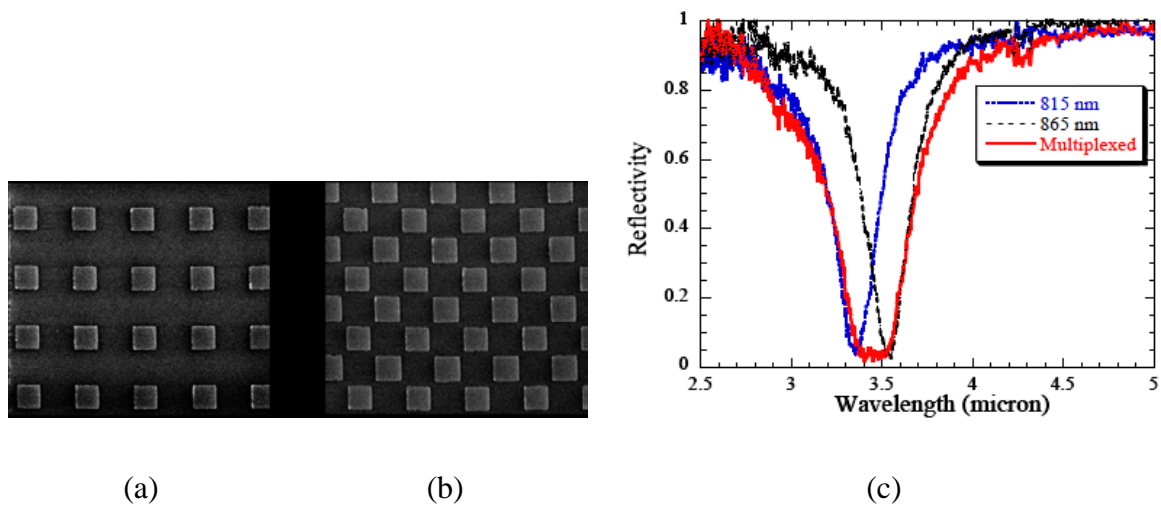 1
0.8
0.6
0.4
0.2
0
Reflectivity
815 nm
865 nm
Multiplexed
2.5 3 3.5 4 4.5 5
Wavelength (micron)
(a) (b) (c)